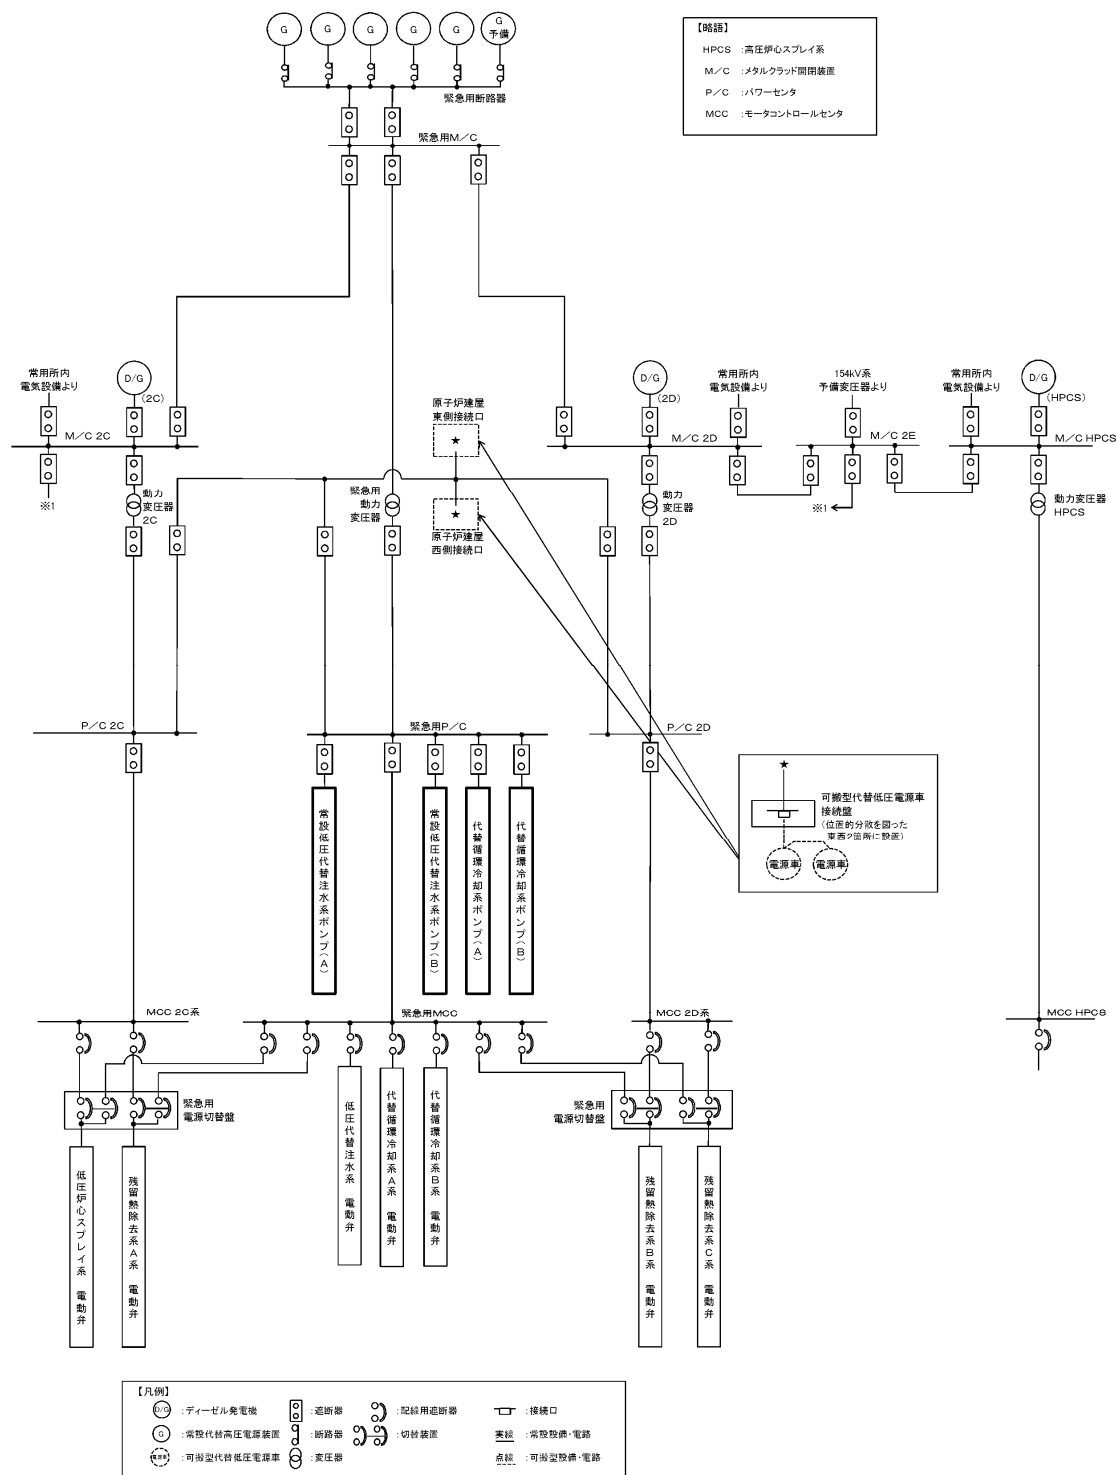 G
G
G
G
G
G
予備
緊急用断路器
緊急用M/C
【略語】
HPCS :高圧炉心スプレイ系
M/C :メタルクラッド開閉装置
P/C :パワーセンタ
MCC :モータコントロールセンタ
常用所内
電気設備より
D/G
(2C)
M/C 2C
※1
動力
変圧器
2C
原子炉建屋
東側接続口
★
★
原子炉建屋
西側接続口
緊急用
動力
変圧器
D/G
(2D)
常用所内
電気設備より
M/C 2D
動力
変圧器
2D
154kV系
予備変圧器より
M/C 2E
※1
常用所内
電気設備より
D/G
(HPCS)
M/C HPCS
動力変圧器
HPCS
P/C 2C
緊急用P/C
P/C 2D
常設低圧代替注水系ポンプ(A)
常設低圧代替注水系ポンプ(B)
代替循環冷却系ポンプ(A)
代替循環冷却系ポンプ(B)
★
可搬型代替低圧電源車
接続盤
(位置的分散を図った
東西2箇所に設置)
電源車
電源車
MCC 2C系
緊急用MCC
MCC 2D系
MCC HPCS
緊急用
電源切替盤
緊急用
電源切替盤
低圧炉心スプレイ系 電動弁
残留熱除去系A系 電動弁
低圧代替注水系 電動弁
代替循環冷却系A系 電動弁
代替循環冷却系B系 電動弁
残留熱除去系B系 電動弁
残留熱除去系C系 電動弁
【凡例】
D/G :ディーゼル発電機 :遮断器 :配線用遮断器 :接続口
G :常設代替高圧電源装置 :断路器 :切替装置 実線 :常設設備・電路
電源車 :可搬型代替低圧電源車 :変圧器 点線 :可搬型設備・電路